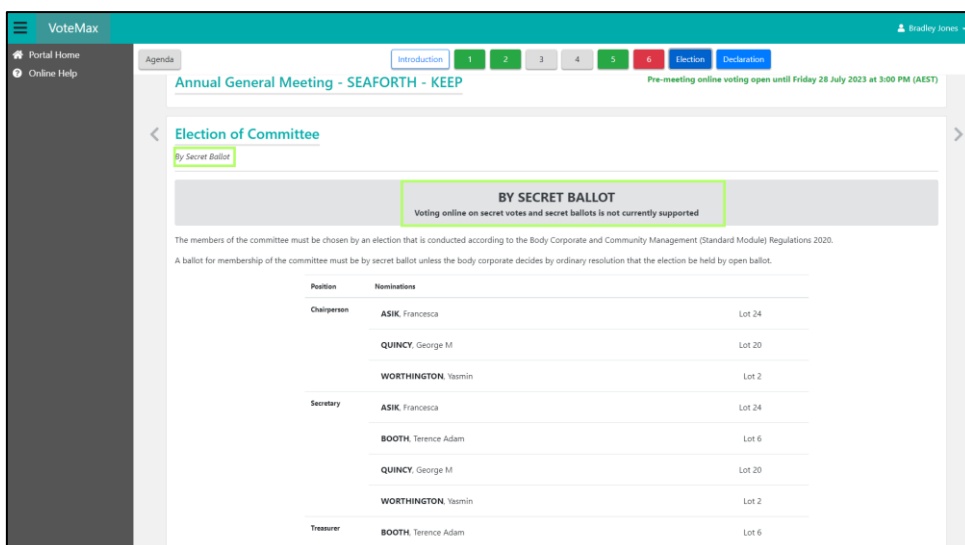 VoteMax
Bradley Jones
Portal Home
Online Help
Agenda
Introduction 1 2 3 4 5 6 Election Declaration
Annual General Meeting - SEAFORTH - KEEP
Pre-meeting online voting open until Friday 28 July 2023 at 3:00 PM (AEST)
Election of Committee
By Secret Ballot
BY SECRET BALLOT
Voting online on secret votes and secret ballots is not currently supported
The members of the committee must be chosen by an election that is conducted according to the Body Corporate and Community Management (Standard Module) Regulations 2020.
A ballot for membership of the committee must be by secret ballot unless the body corporate decides by ordinary resolution that the election be held by open ballot.
Position Nominations
Chairperson ASIK, Francesca Lot 24
QUINCY, George M Lot 20
WORTHINGTON, Yasmin Lot 2
Secretary ASIK, Francesca Lot 24
BOOTH, Terence Adam Lot 6
QUINCY, George M Lot 20
WORTHINGTON, Yasmin Lot 2
Treasurer BOOTH, Terence Adam Lot 6